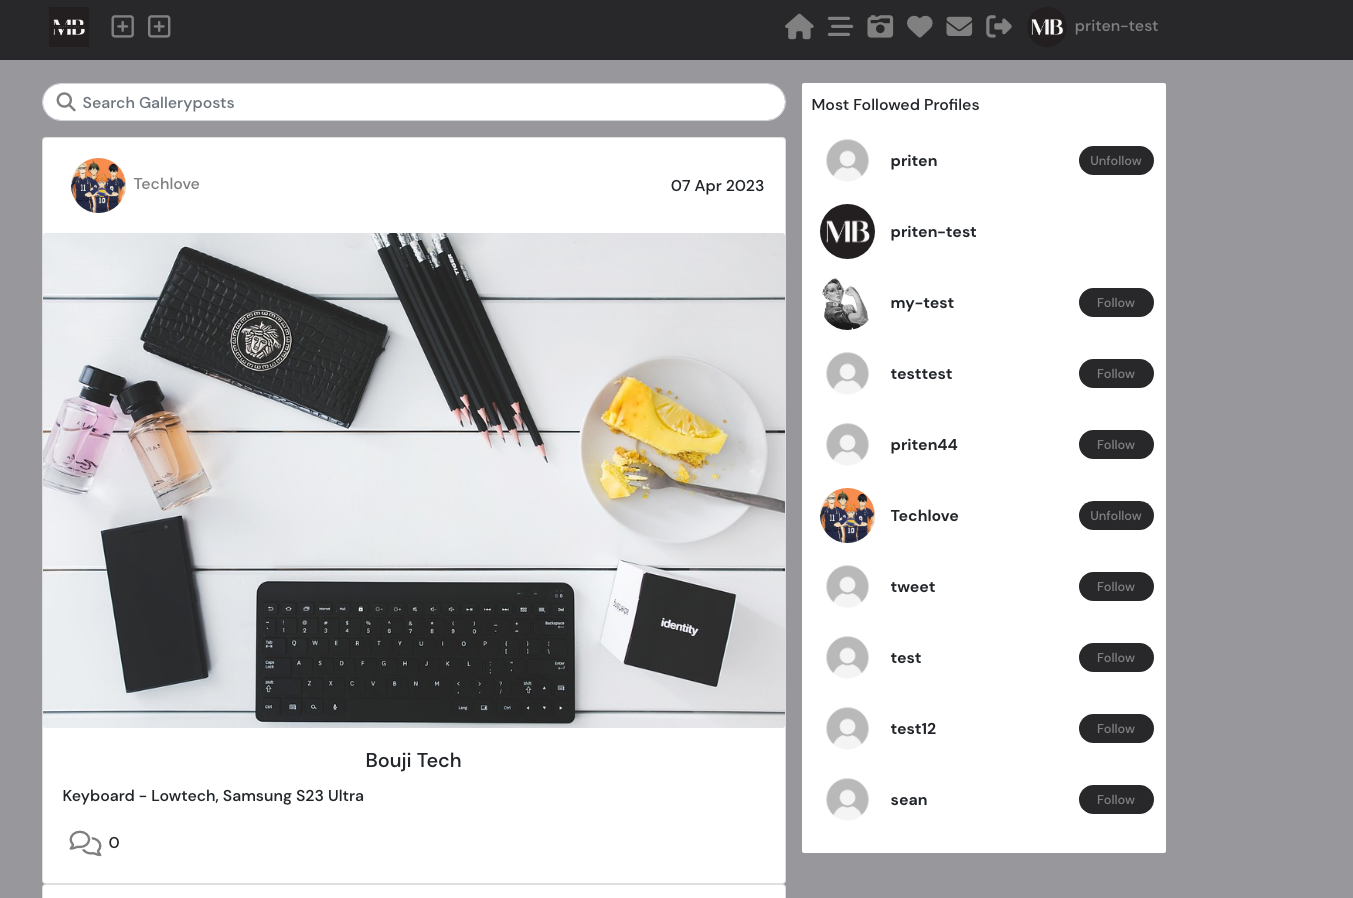 MB
priten-test
Search Galleryposts
Techlove
07 Apr 2023
TIGER
identity
Bouji Tech
Keyboard - Lowtech, Samsung S23 Ultra
0
Most Followed Profiles
priten
Unfollow
MB
priten-test
my-test
Follow
testtest
Follow
priten44
Follow
Techlove
Unfollow
tweet
Follow
test
Follow
test12
Follow
sean
Follow